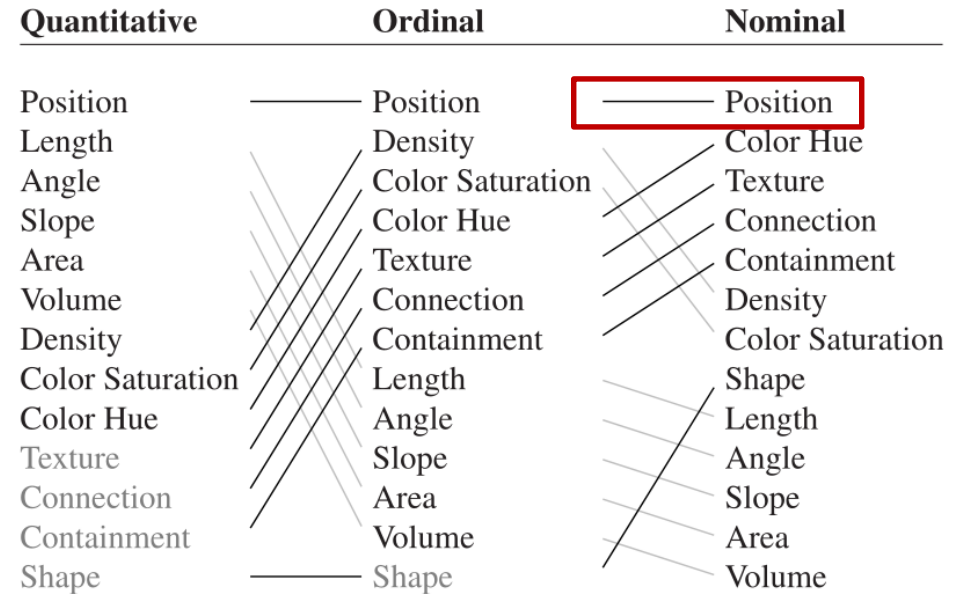 Quantitative Ordinal Nominal
Position Position Position
Length Density Color Hue
Angle Color Saturation Texture
Slope Color Hue Connection
Area Texture Containment
Volume Connection Density
Density Containment Color Saturation
Color Saturation Length Shape
Color Hue Angle Length
Texture Slope Angle
Connection Area Slope
Containment Volume Area
Shape Shape Volume